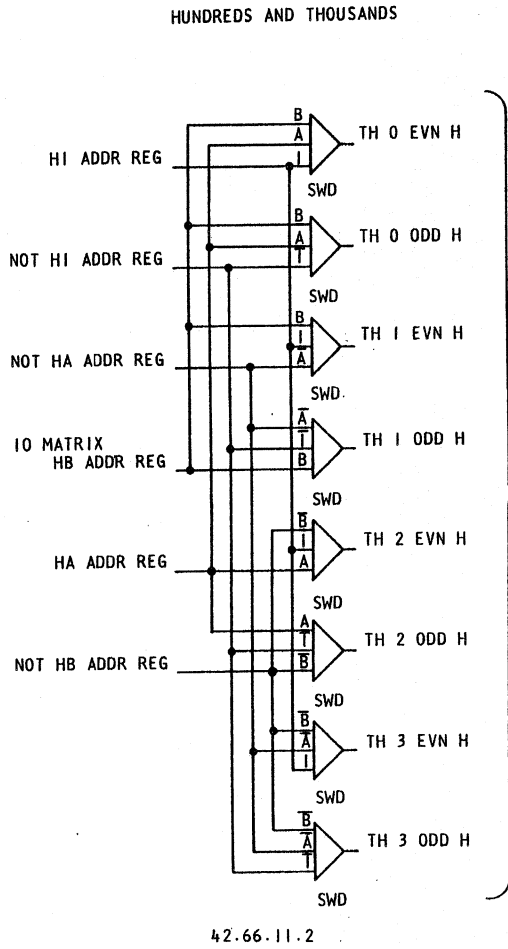 HUNDREDS AND THOUSANDS
B
A
I
HI ADDR REG
TH 0 EVN H
SWD
B
A
I̅
NOT HI ADDR REG
TH 0 ODD H
SWD
B
I
A̅
NOT HA ADDR REG
TH I EVN H
SWD
A̅
I̅
B
IO MATRIX
HB ADDR REG
TH I ODD H
SWD
B̅
I
A
HA ADDR REG
TH 2 EVN H
SWD
A
I̅
B̅
NOT HB ADDR REG
TH 2 ODD H
SWD
B̅
A̅
I
TH 3 EVN H
SWD
B̅
A̅
I̅
TH 3 ODD H
SWD
42.66.11.2